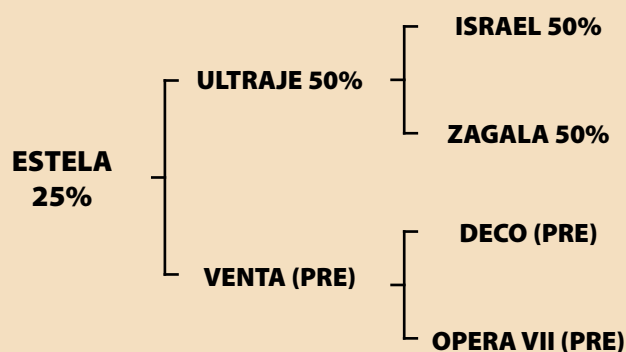 ISRAEL 50%
ULTRAJE 50%
ZAGALA 50%
ESTELA
25%
DECO (PRE)
VENTA (PRE)
OPERA VII (PRE)